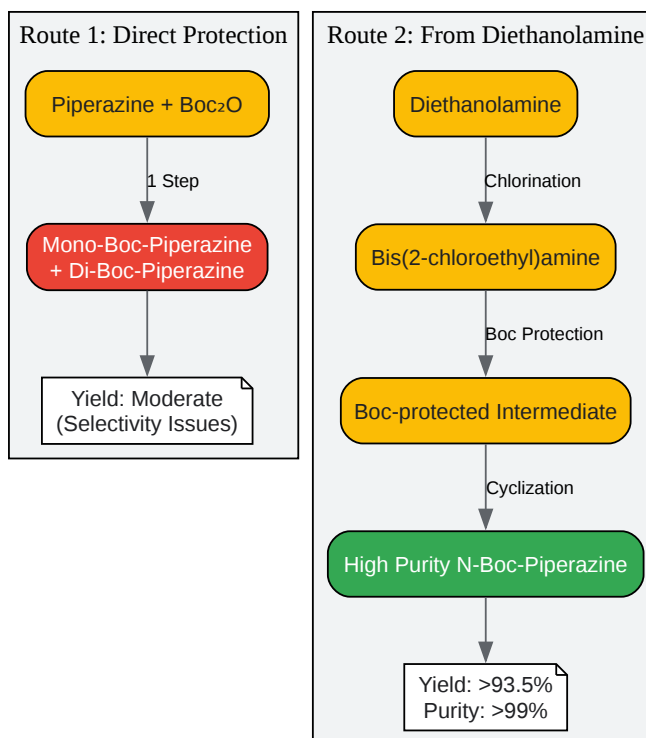 Route 1: Direct Protection
Piperazine + Boc₂O
1 Step
Mono-Boc-Piperazine
+ Di-Boc-Piperazine
Yield: Moderate
(Selectivity Issues)
Route 2: From Diethanolamine
Diethanolamine
Chlorination
Bis(2-chloroethyl)amine
Boc Protection
Boc-protected Intermediate
Cyclization
High Purity N-Boc-Piperazine
Yield: >93.5%
Purity: >99%